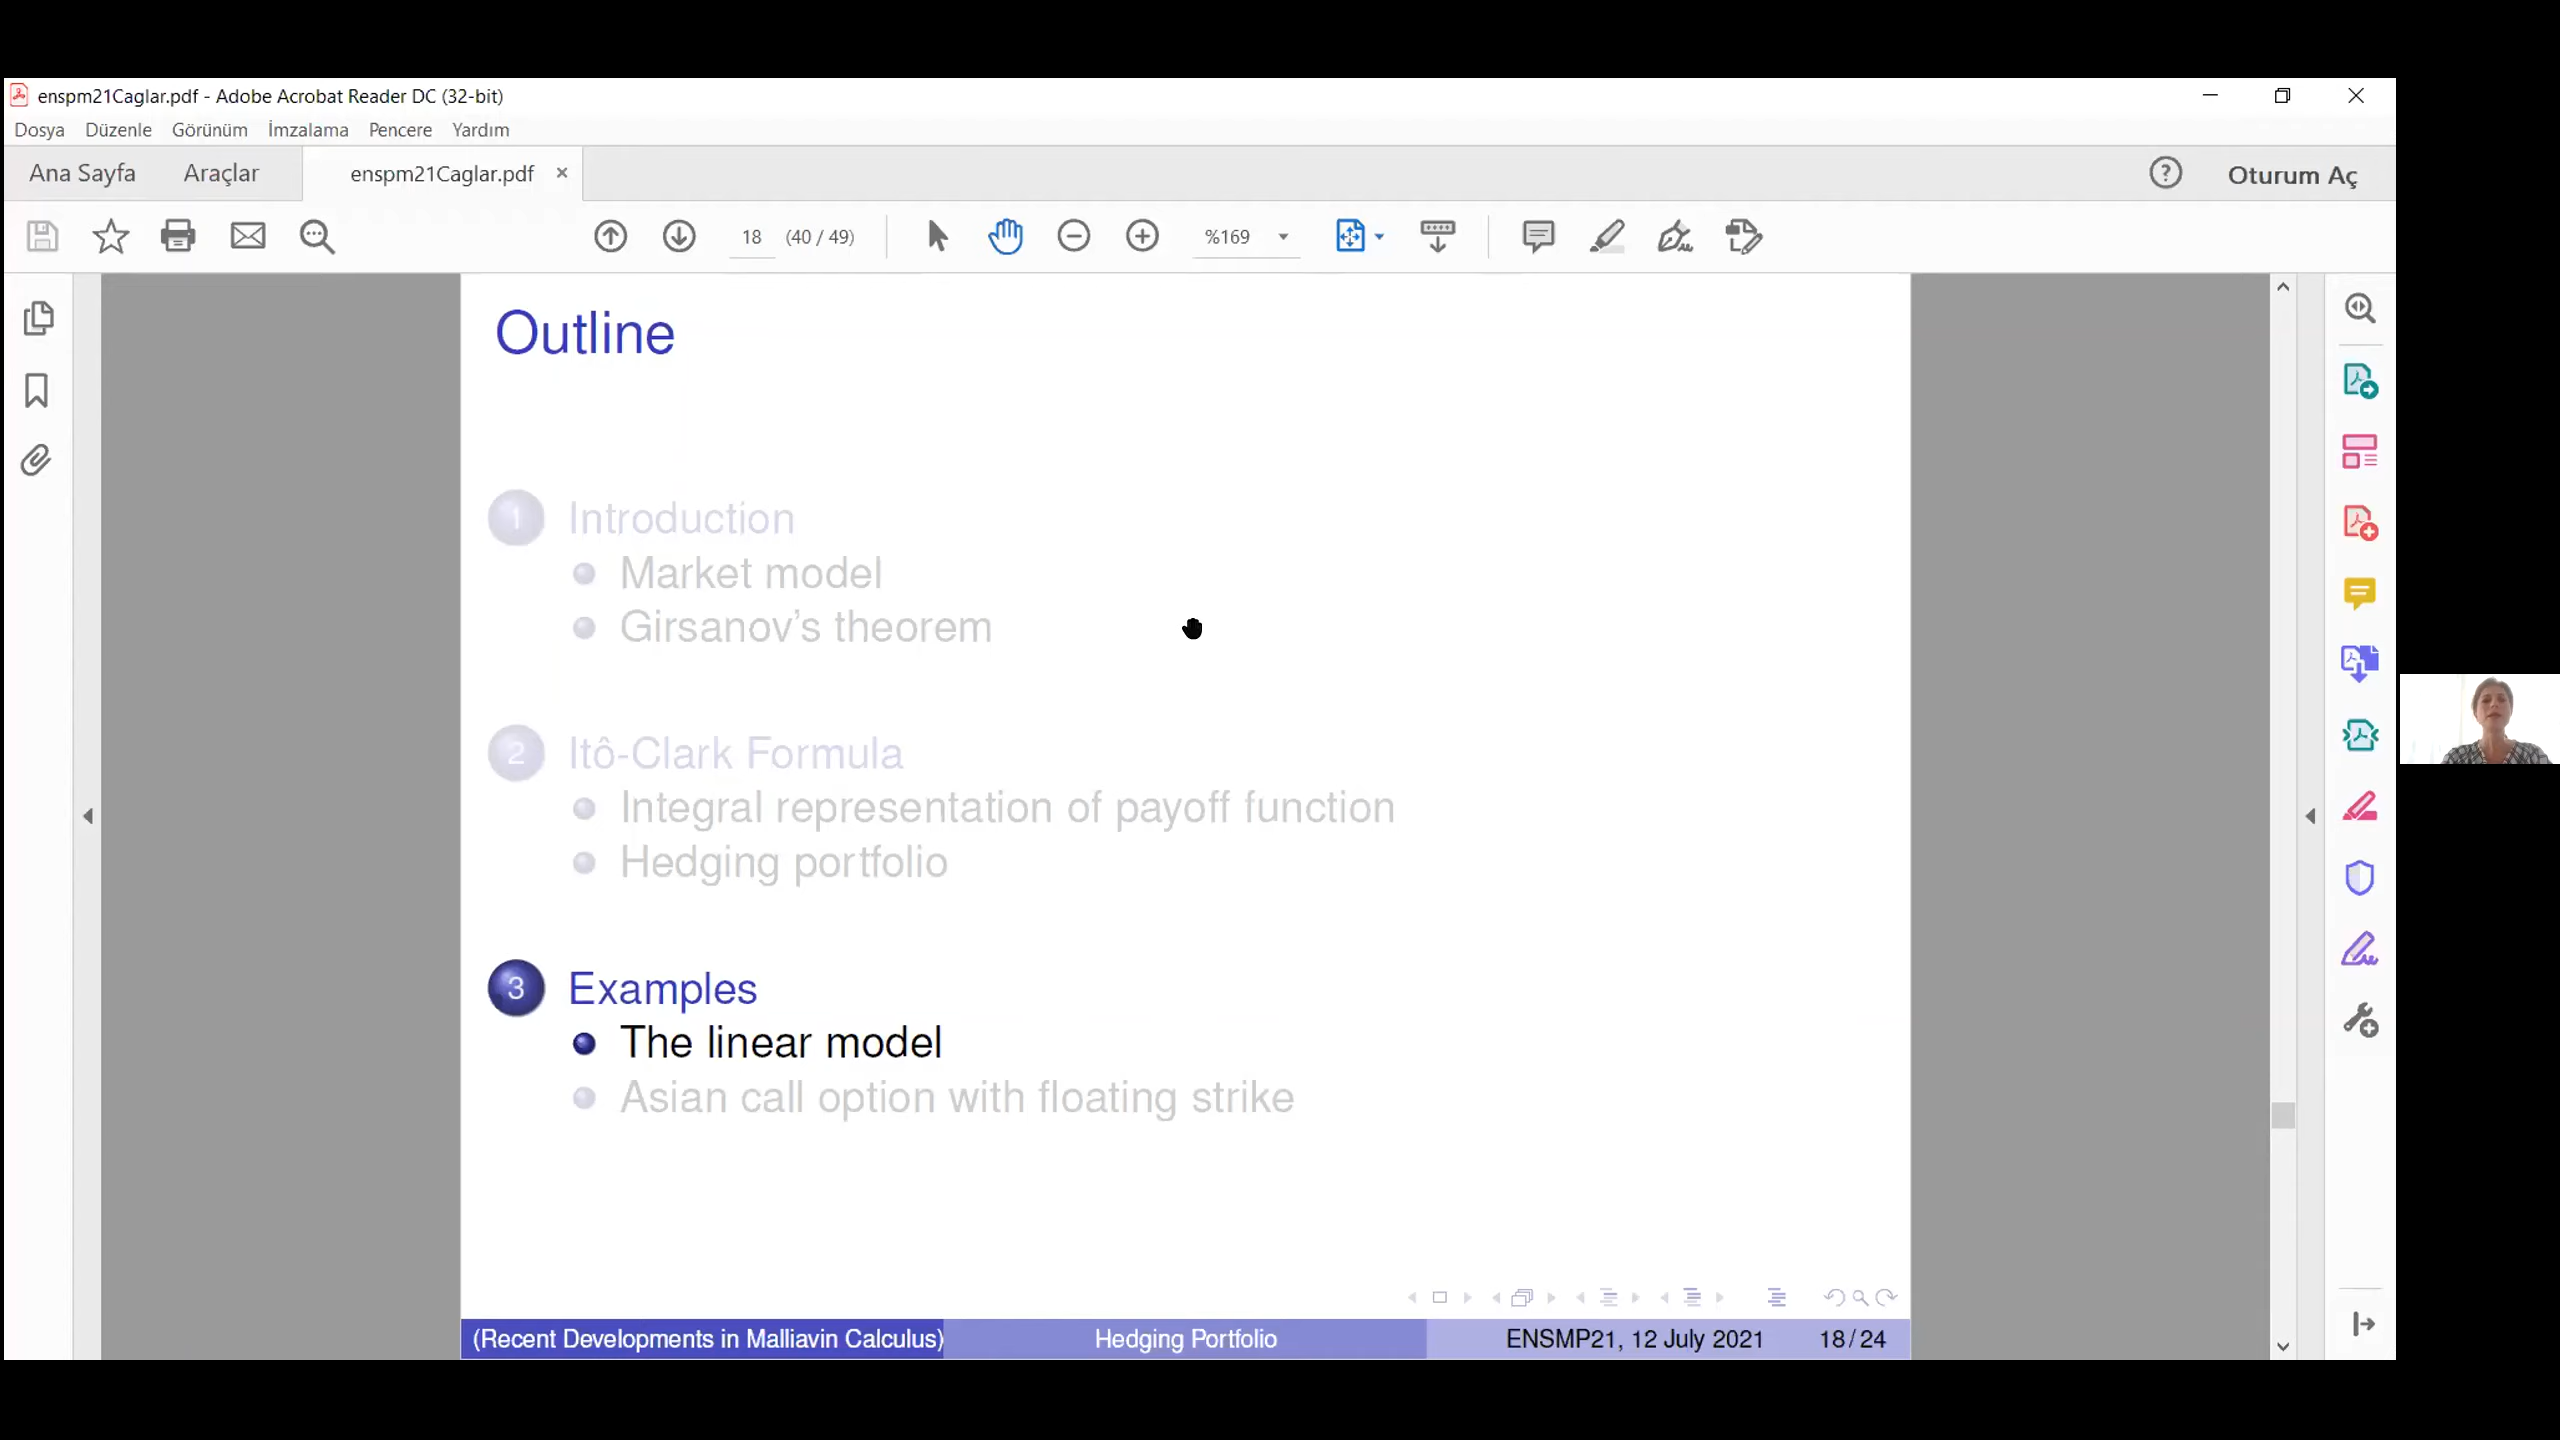 enspm21Caglar.pdf - Adobe Acrobat Reader DC (32-bit)
Dosya Düzenle Görünüm İmzalama Pencere Yardım
Ana Sayfa Araçlar enspm21Caglar.pdf × Oturum Aç
18 (40 / 49) %169
Outline
1 Introduction
Market model
Girsanov's theorem
2 Itô-Clark Formula
Integral representation of payoff function
Hedging portfolio
3 Examples
The linear model
Asian call option with floating strike
(Recent Developments in Malliavin Calculus) Hedging Portfolio ENSMP21, 12 July 2021 18 / 24